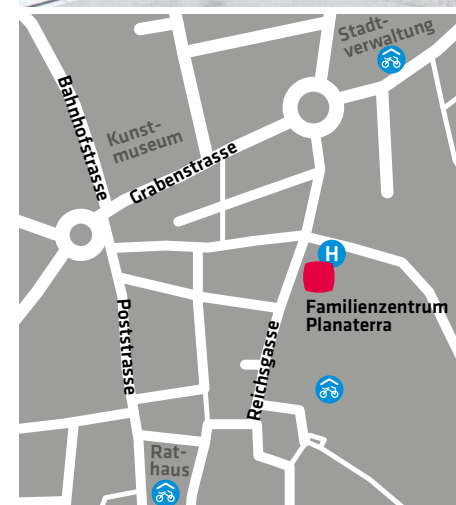 Stadt-
verwaltung
Bahnhofstrasse
Kunst-
museum
Grabenstrasse
H
Familienzentrum
Planaterra
Poststrasse
Reichsgasse
Rat-
haus